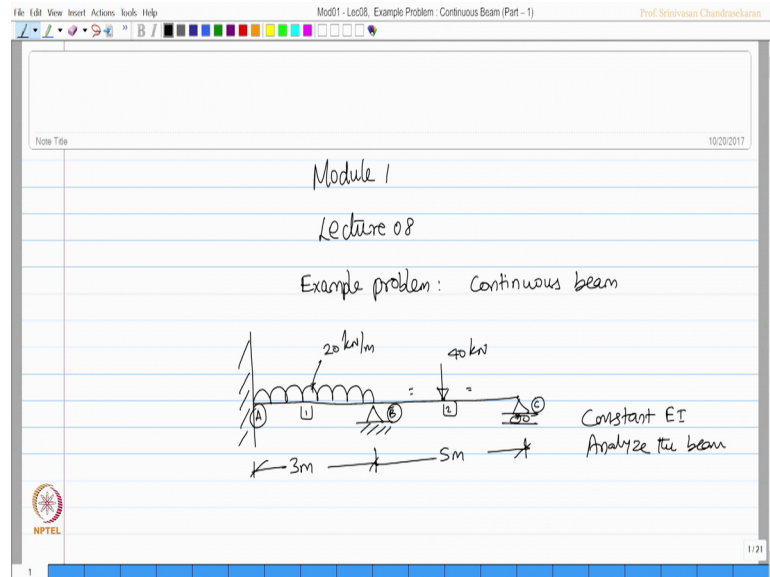 File Edit View Insert Actions Tools Help
Mod01 - Lec08, Example Problem : Continuous Beam (Part – 1)
Prof. Srinivasan Chandrasekaran
B I
Note Title
10/20/2017
Module 1
Lecture 08
Example problem: Continuous beam
20 kN/m
40 kN
= =
A 1 B 2 C
Constant EI
Analyze the beam
3m 5m
NPTEL
1/21
1